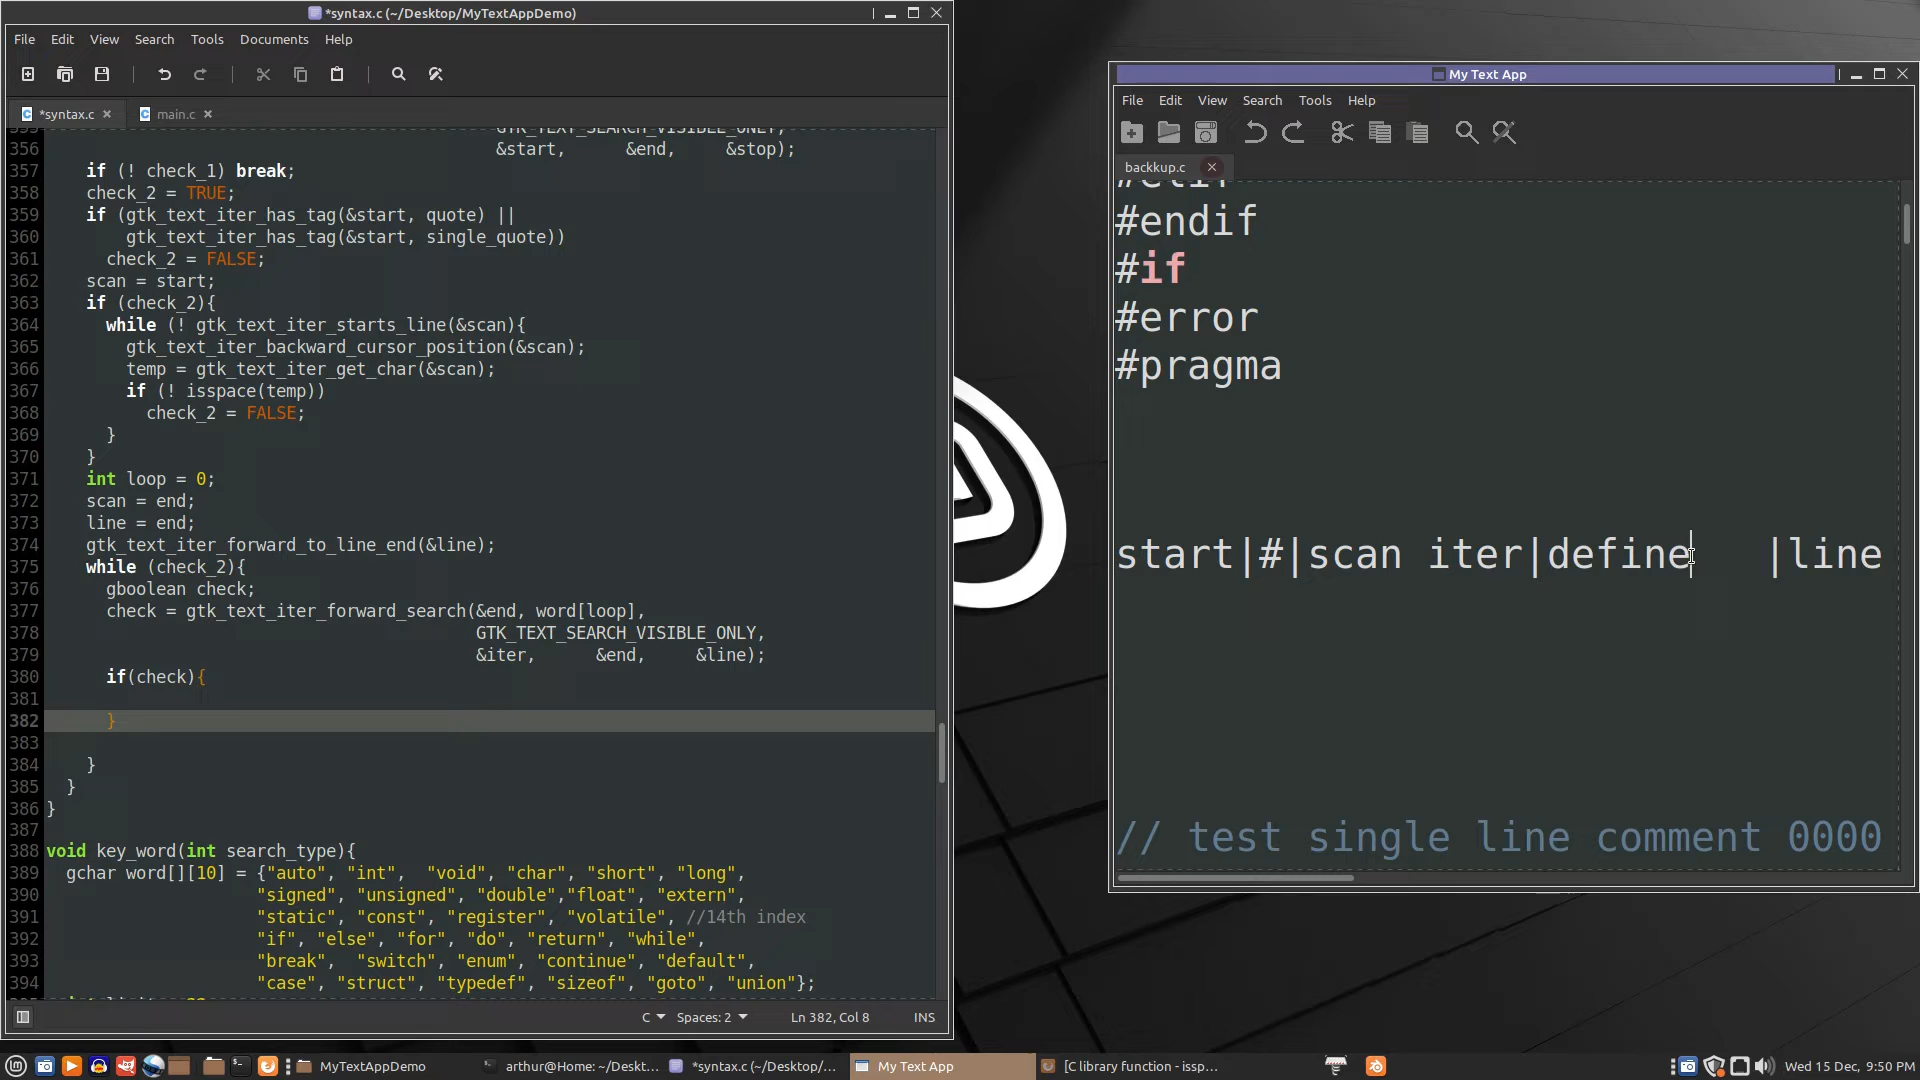 *syntax.c (~/Desktop/MyTextAppDemo)
File Edit View Search Tools Documents Help
*syntax.c
main.c
GTK_TEXT_SEARCH_VISIBLE_ONLY,
356 &start, &end, &stop);
357 if (! check_1) break;
358 check_2 = TRUE;
359 if (gtk_text_iter_has_tag(&start, quote) ||
360 gtk_text_iter_has_tag(&start, single_quote))
361 check_2 = FALSE;
362 scan = start;
363 if (check_2){
364 while (! gtk_text_iter_starts_line(&scan){
365 gtk_text_iter_backward_cursor_position(&scan);
366 temp = gtk_text_iter_get_char(&scan);
367 if (! isspace(temp))
368 check_2 = FALSE;
369 }
370 }
371 int loop = 0;
372 scan = end;
373 line = end;
374 gtk_text_iter_forward_to_line_end(&line);
375 while (check_2){
376 gboolean check;
377 check = gtk_text_iter_forward_search(&end, word[loop],
378 GTK_TEXT_SEARCH_VISIBLE_ONLY,
379 &iter, &end, &line);
380 if(check){
381
382 }
383
384 }
385 }
386 }
387
388 void key_word(int search_type){
389 gchar word[][10] = {"auto", "int", "void", "char", "short", "long",
390 "signed", "unsigned", "double","float", "extern",
391 "static", "const", "register", "volatile", //14th index
392 "if", "else", "for", "do", "return", "while",
393 "break", "switch", "enum", "continue", "default",
394 "case", "struct", "typedef", "sizeof", "goto", "union"};
C Spaces: 2 Ln 382, Col 8 INS
My Text App
File Edit View Search Tools Help
backkup.c
#elif
#endif
#if
#error
#pragma
start|#|scan iter|define |line
// test single line comment 0000
MyTextAppDemo
arthur@Home: ~/Deskt...
*syntax.c (~/Desktop/...
My Text App
[C library function - issp...
Wed 15 Dec, 9:50 PM